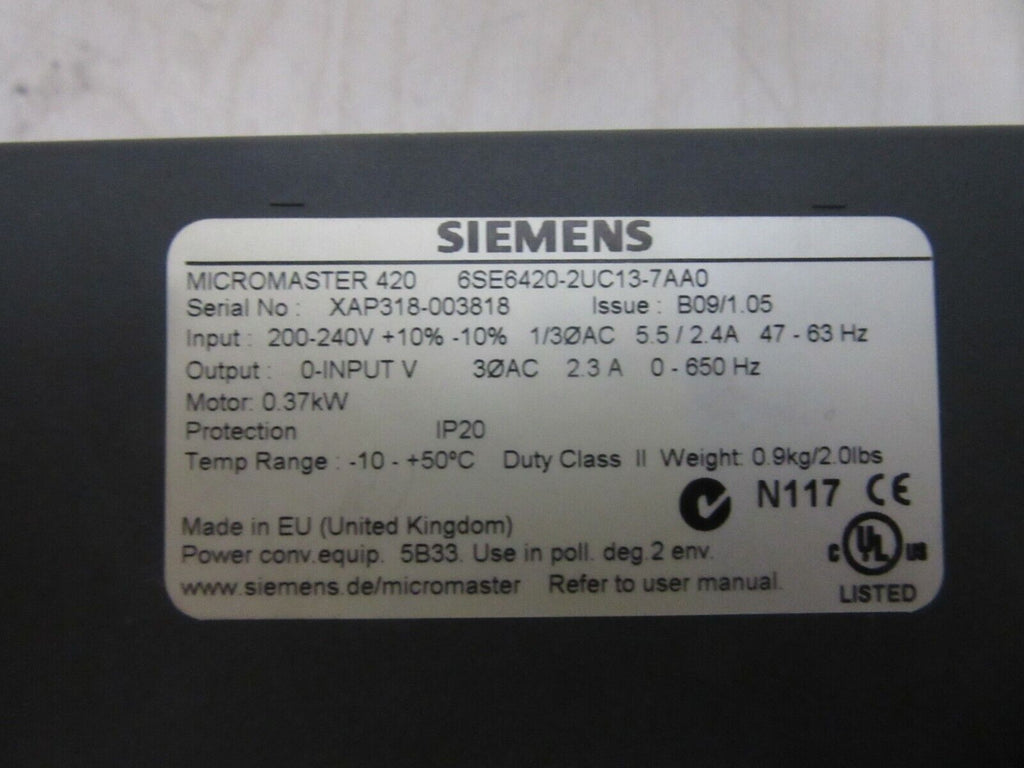 SIEMENS
MICROMASTER 420 6SE6420-2UC13-7AA0
Serial No : XAP318-003818 Issue : B09/1.05
Input : 200-240V +10% -10% 1/3ØAC 5.5 / 2.4A 47 - 63 Hz
Output : 0-INPUT V 3ØAC 2.3 A 0 - 650 Hz
Motor: 0.37kW
Protection IP20
Temp Range : -10 - +50ºC Duty Class II Weight: 0.9kg/2.0lbs
N117 CE
Made in EU (United Kingdom)
Power conv.equip. 5B33. Use in poll. deg.2 env.
C UL US
www.siemens.de/micromaster Refer to user manual.
LISTED